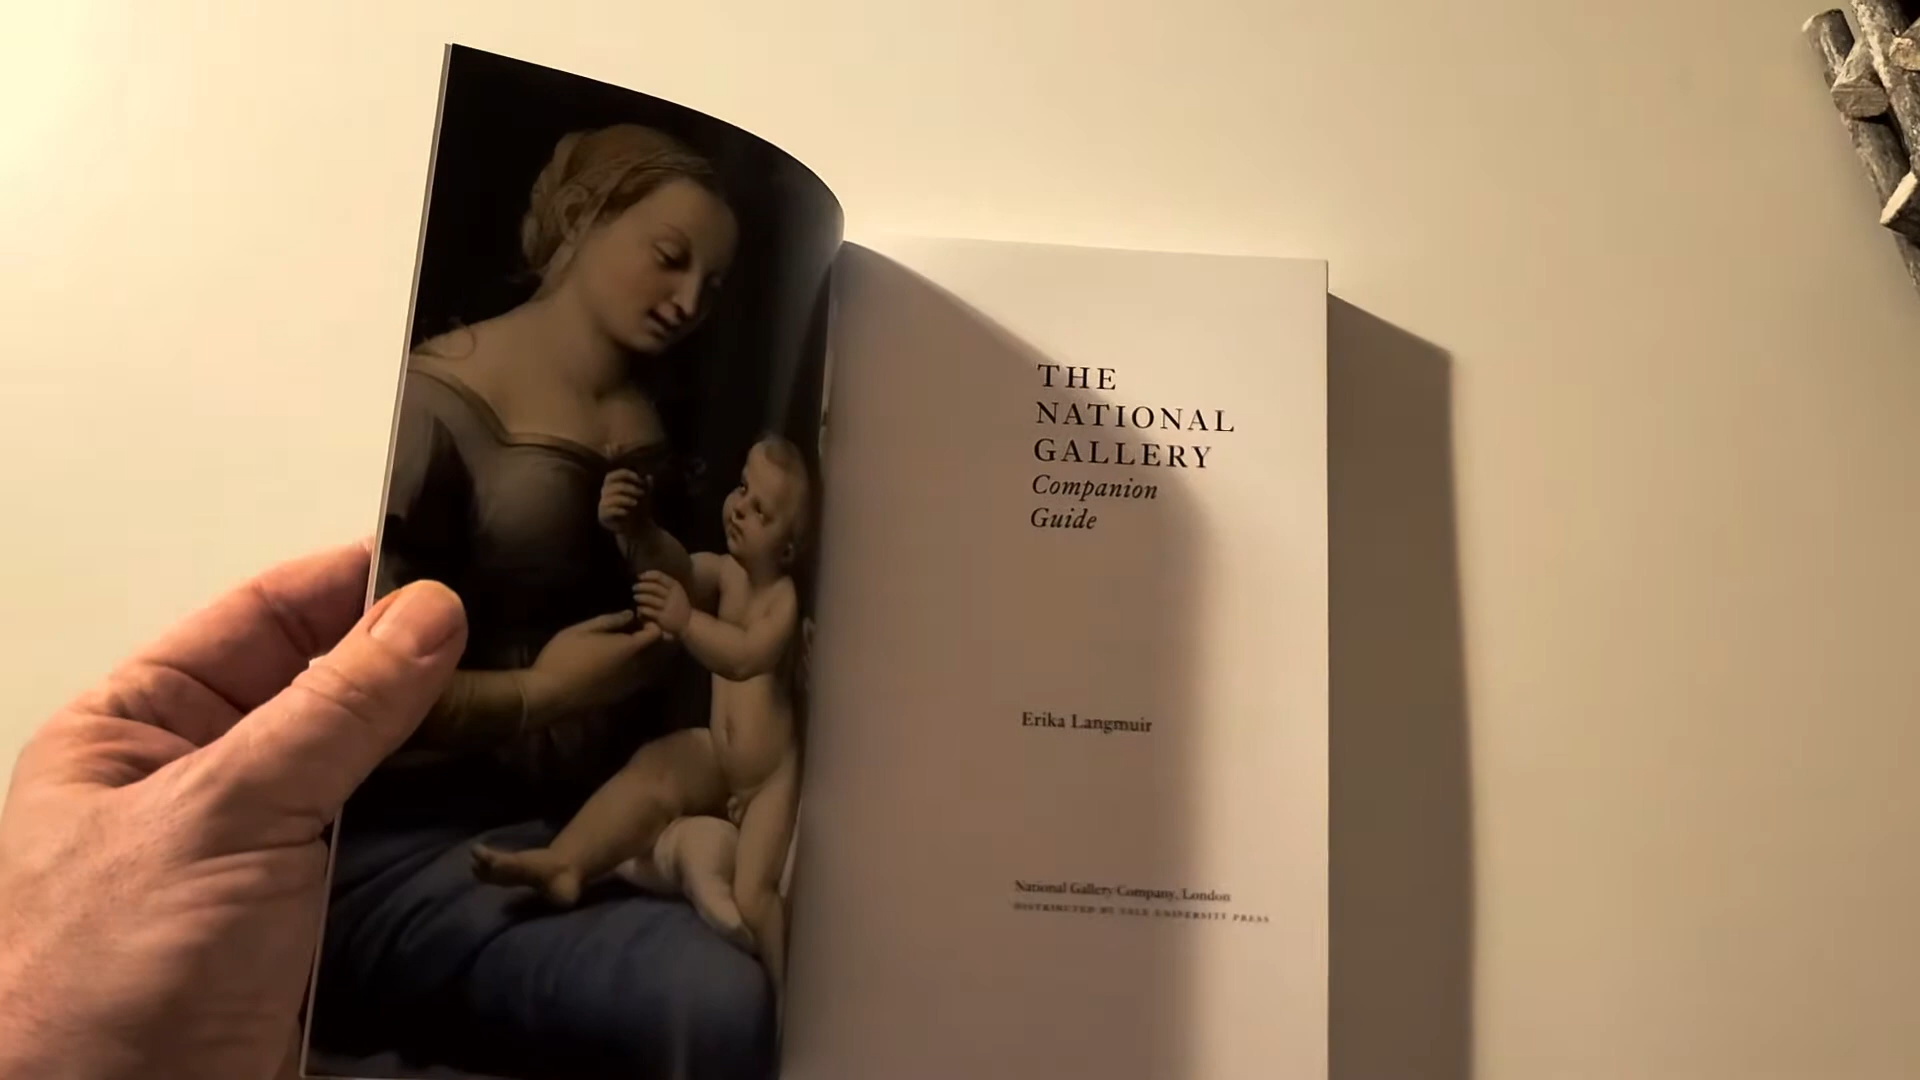 THE
NATIONAL
GALLERY
Companion
Guide
Erika Langmuir
National Gallery Company, London
DISTRIBUTED BY YALE UNIVERSITY PRESS